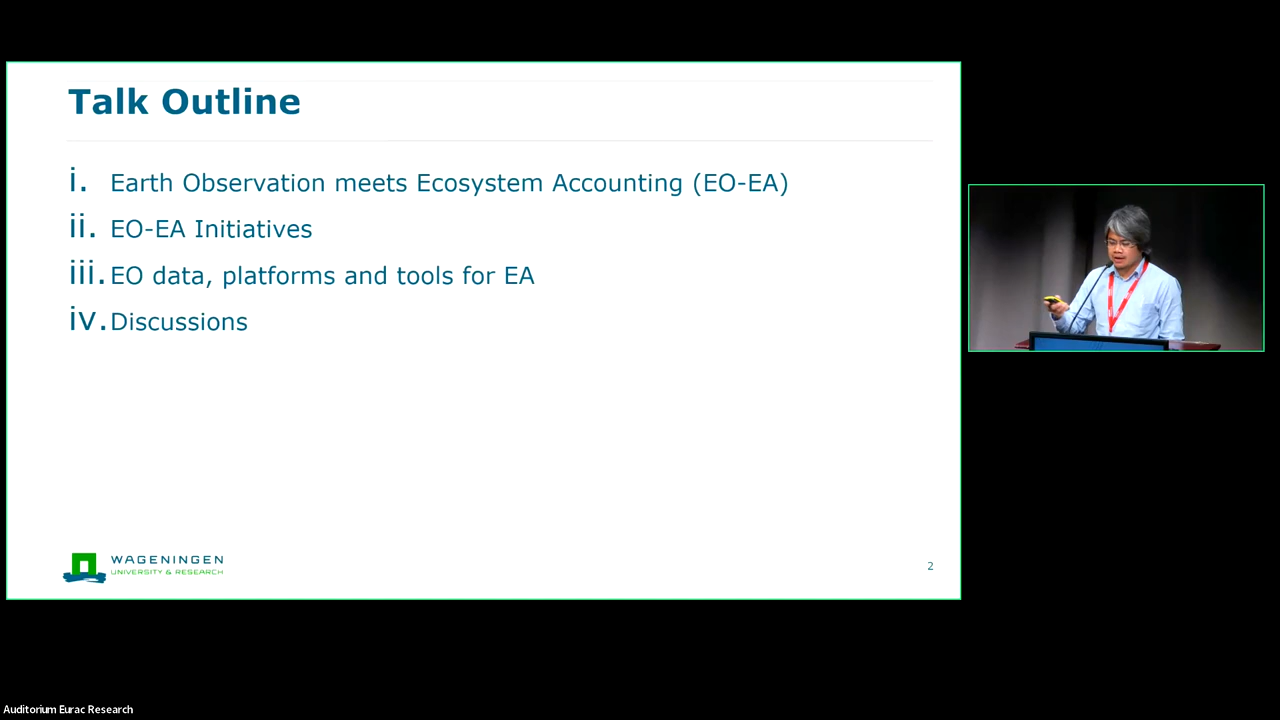 Talk Outline
i. Earth Observation meets Ecosystem Accounting (EO-EA)
ii. EO-EA Initiatives
iii. EO data, platforms and tools for EA
iv. Discussions
WAGENINGEN
UNIVERSITY & RESEARCH
2
Auditorium Eurac Research